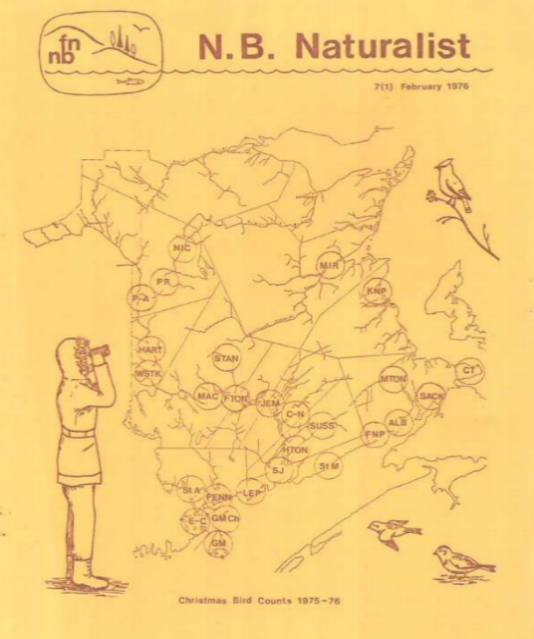 fn
nb
N.B. Naturalist
7(1) February 1976
NIC
MIR
PR
KNP
P-A
HART
STAN
WSTK
CT
MTON
MAC
FTON
JEM
SACK
C-N
SUSS
ALB
FNP
HTON
SJ
St M
St A
PENN
LEP
E-C
GM Ch
GM
Christmas Bird Counts 1975-76